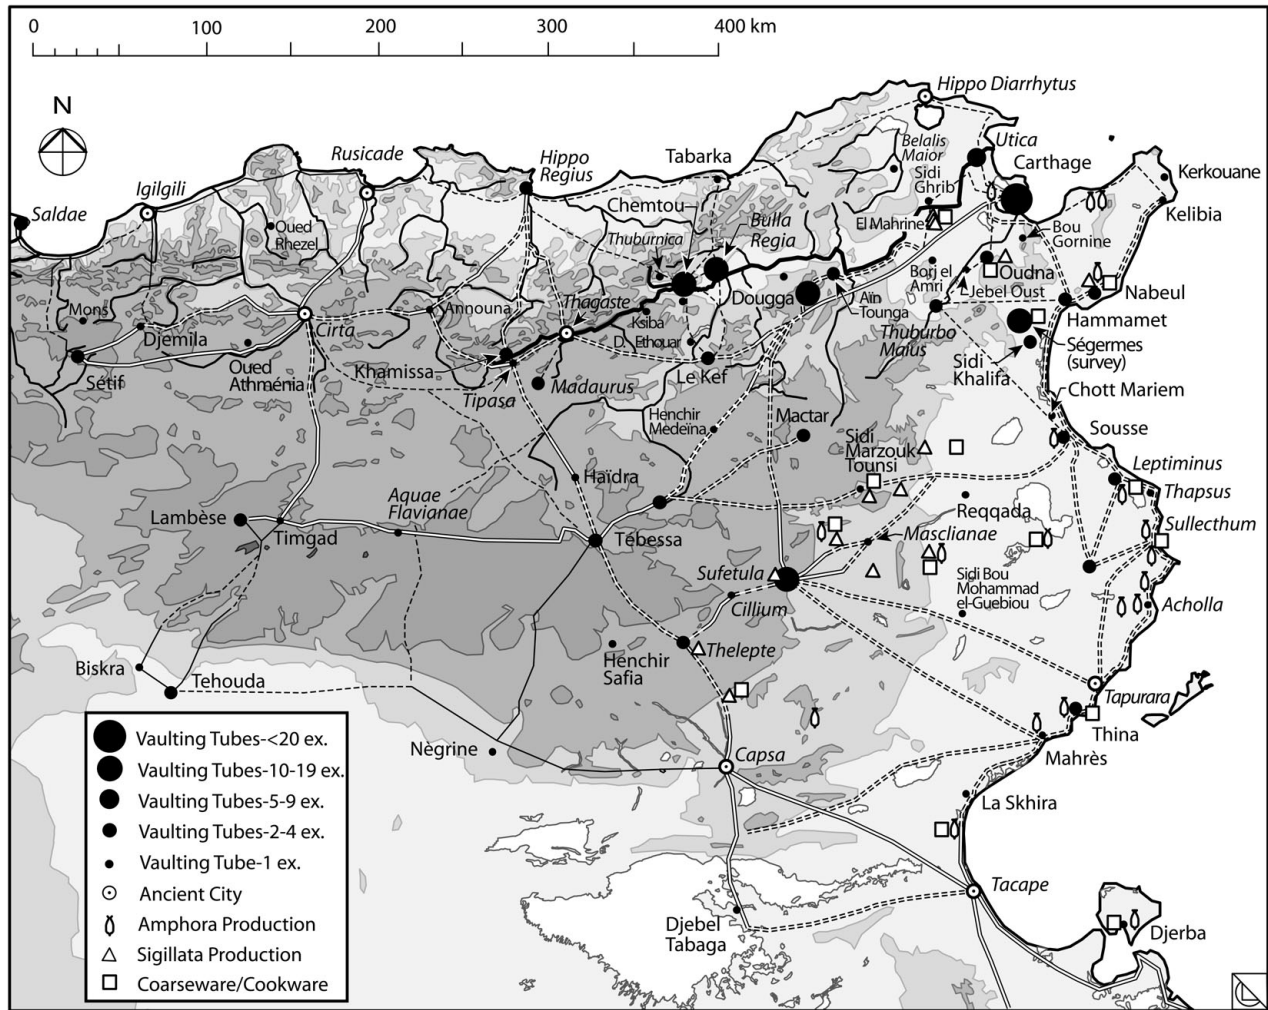 0 100 200 300 400 km
N
Hippo Diarrhytus
Rusicade
Hippo
Regius
Tabarka
Belalis
Maior
Utica
Carthage
Igilgili
Sidi
Ghrib
Kerkouane
Saldae
Chemtou
Bulla
Regia
El Mahrine
Kelibia
Oued
Rhezel
Thuburnica
Bou
Gornine
Borj el
Amri
Oudna
Jebel Oust
Mons
Announa
Thagaste
Dougga
Aïn
Tounga
Nabeul
Cirta
Ksiba
Thuburbo
Maius
Hammamet
Djemila
D. Ethouar
Ségermes
(survey)
Sétif
Oued
Athménia
Khamissa
Le Kef
Sidi
Khalifa
Tipasa
Madaurus
Chott Mariem
Henchir
Medeïna
Mactar
Sidi
Marzouk
Tounsi
Sousse
Leptiminus
Haïdra
Thapsus
Aquae
Flavianae
Reqqada
Lambèse
Timgad
Tébessa
Masclianae
Sullecthum
Sufetula
Sidi Bou
Mohammad
el-Guebiou
Cillium
Acholla
Biskra
Henchir
Safia
Thelepte
Tehouda
Tapurara
Thina
Nègrine
Capsa
Mahrès
La Skhira
Tacape
Djebel
Tabaga
Djerba
Vaulting Tubes-<20 ex.
Vaulting Tubes-10-19 ex.
Vaulting Tubes-5-9 ex.
Vaulting Tubes-2-4 ex.
Vaulting Tube-1 ex.
Ancient City
Amphora Production
Sigillata Production
Coarseware/Cookware